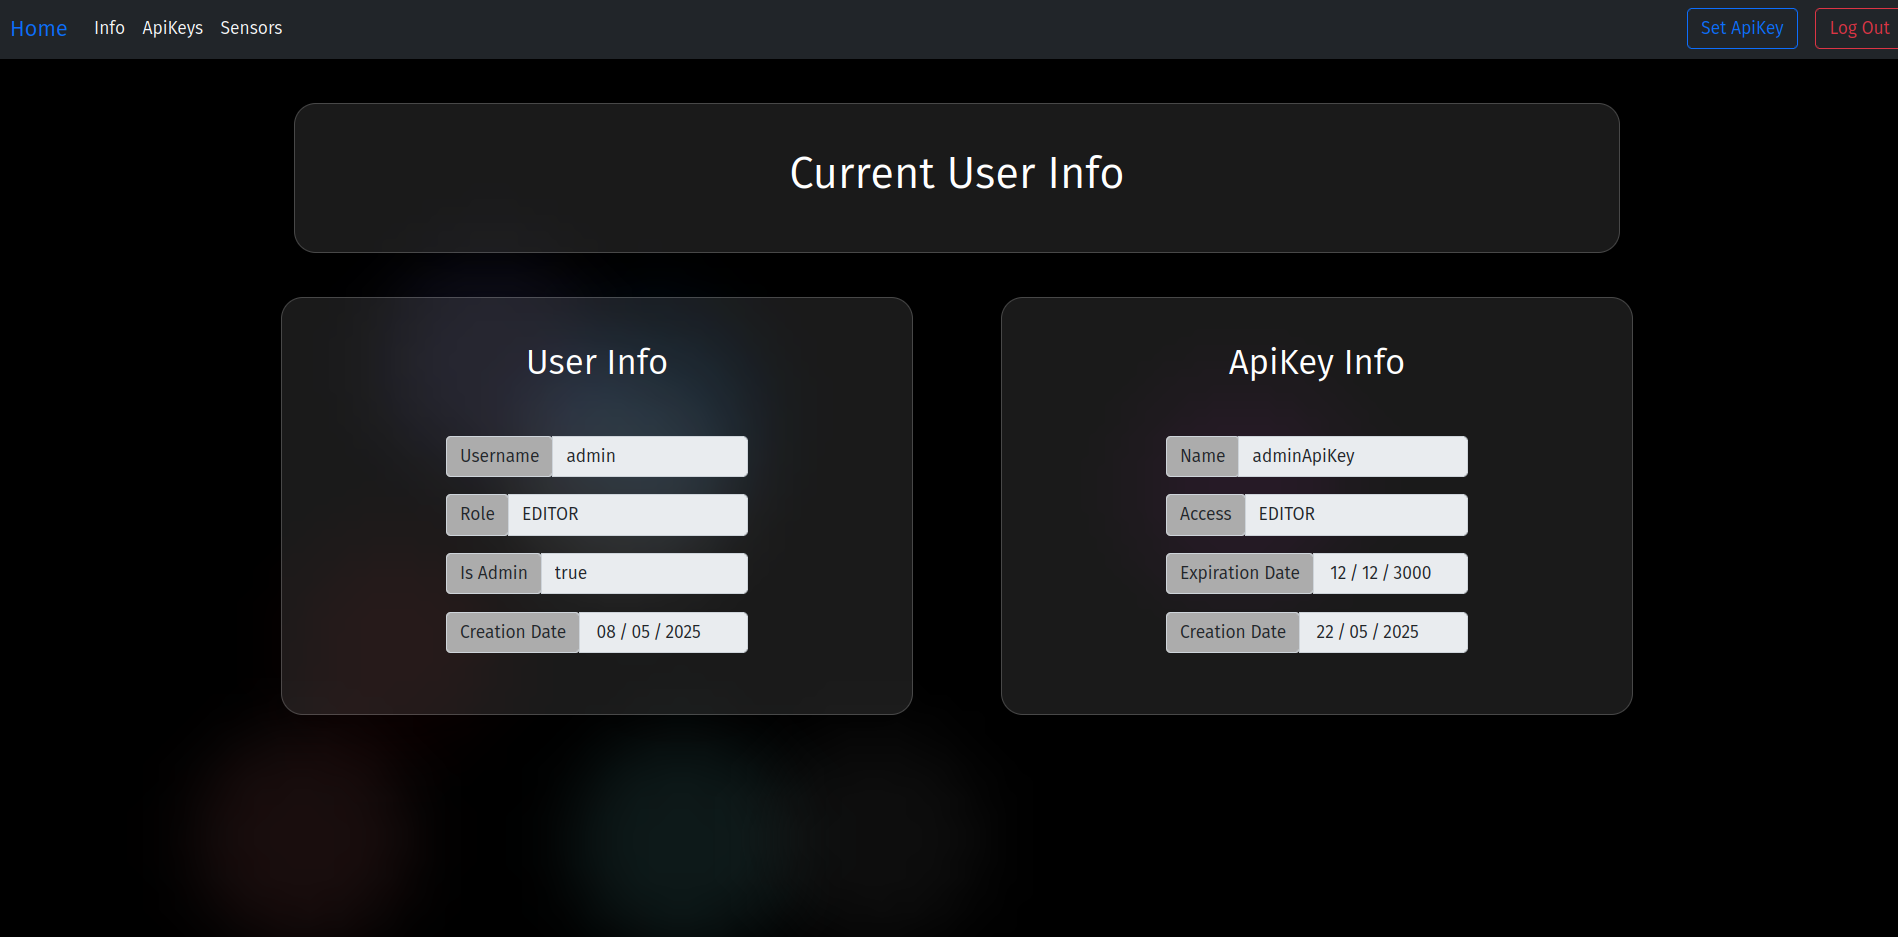 Home Info ApiKeys Sensors Set ApiKey Log Out
Current User Info
User Info
Username admin
Role EDITOR
Is Admin true
Creation Date 08 / 05 / 2025
ApiKey Info
Name adminApiKey
Access EDITOR
Expiration Date 12 / 12 / 3000
Creation Date 22 / 05 / 2025